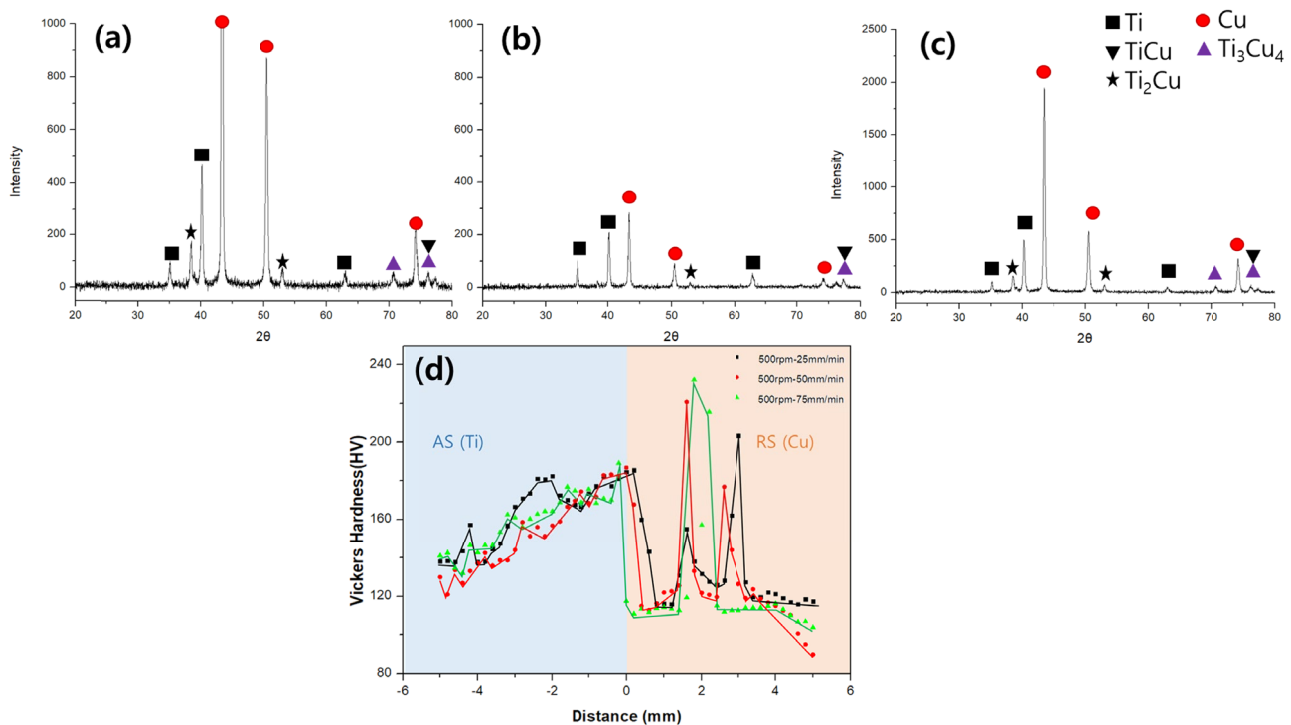 (a)
1000
800
600
400
200
0
Intensity
20 30 40 50 60 70 80
2θ
(b)
1000
800
600
400
200
0
Intensity
20 30 40 50 60 70 80
2θ
(c)
2500
2000
1500
1000
500
0
Intensity
20 30 40 50 60 70 80
2θ
Ti
Cu
TiCu
Ti₃Cu₄
Ti₂Cu
(d)
240
200
160
120
80
Vickers Hardness(HV)
500rpm-25mm/min
500rpm-50mm/min
500rpm-75mm/min
AS (Ti)
RS (Cu)
-6 -4 -2 0 2 4 6
Distance (mm)